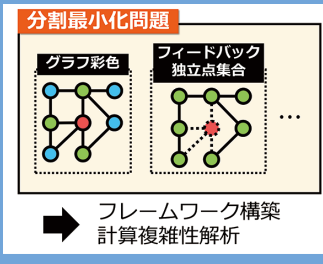 分割最小化問題
グラフ彩色
フィードバック
独立点集合
…
フレームワーク構築
計算複雑性解析